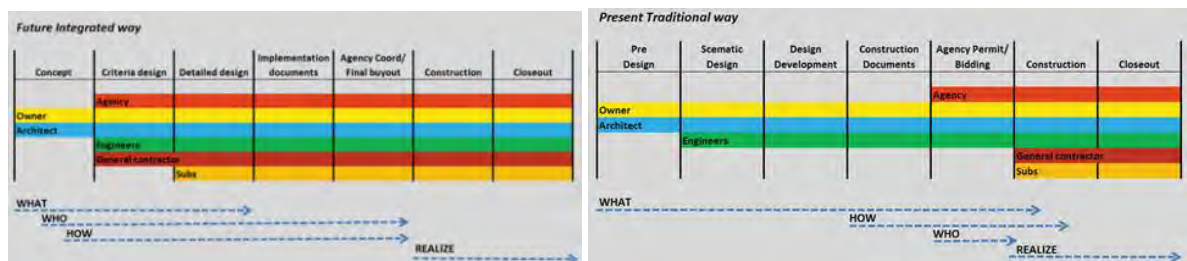 Future Integrated way
Concept
Criteria design
Detailed design
Implementation documents
Agency Coord/ Final buyout
Construction
Closeout
Agency
Owner
Architect
Engineers
General contractor
Subs
WHAT
WHO
HOW
REALIZE
Present Traditional way
Pre Design
Scematic Design
Design Development
Construction Documents
Agency Permit/ Bidding
Construction
Closeout
Agency
Owner
Architect
Engineers
General contractor
Subs
WHAT
HOW
WHO
REALIZE